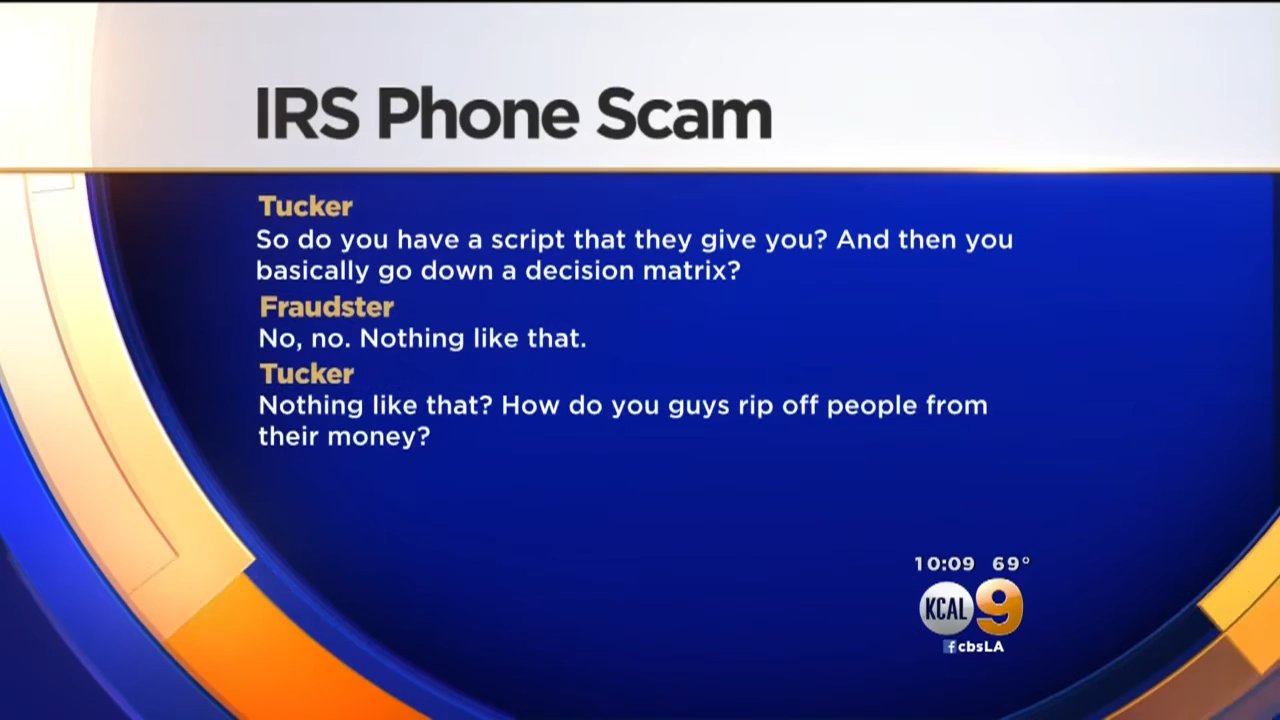 IRS Phone Scam
Tucker
So do you have a script that they give you? And then you
basically go down a decision matrix?
Fraudster
No, no. Nothing like that.
Tucker
Nothing like that? How do you guys rip off people from
their money?
10:09 69°
KCAL 9
f cbsLA